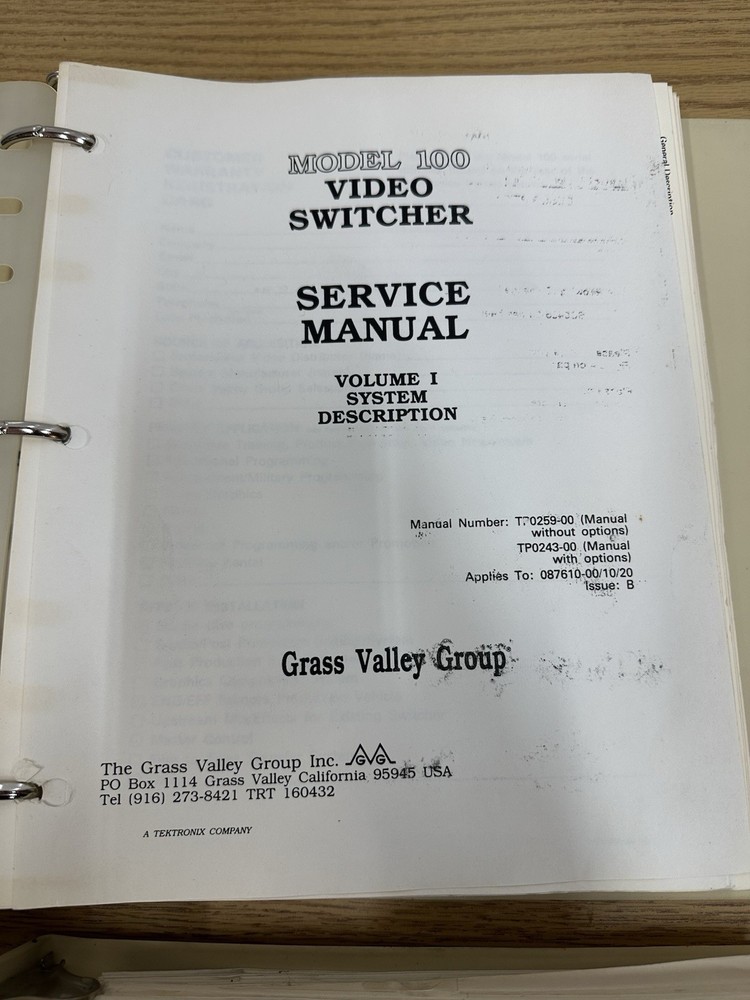 General Description
MODEL 100
VIDEO
SWITCHER
SERVICE
MANUAL
VOLUME I
SYSTEM
DESCRIPTION
Manual Number: TP0259-00 (Manual
without options)
TP0243-00 (Manual
with options)
Applies To: 087610-00/10/20
Issue: B
Grass Valley Group
The Grass Valley Group Inc. GVG
PO Box 1114 Grass Valley California 95945 USA
Tel (916) 273-8421 TRT 160432
A TEKTRONIX COMPANY